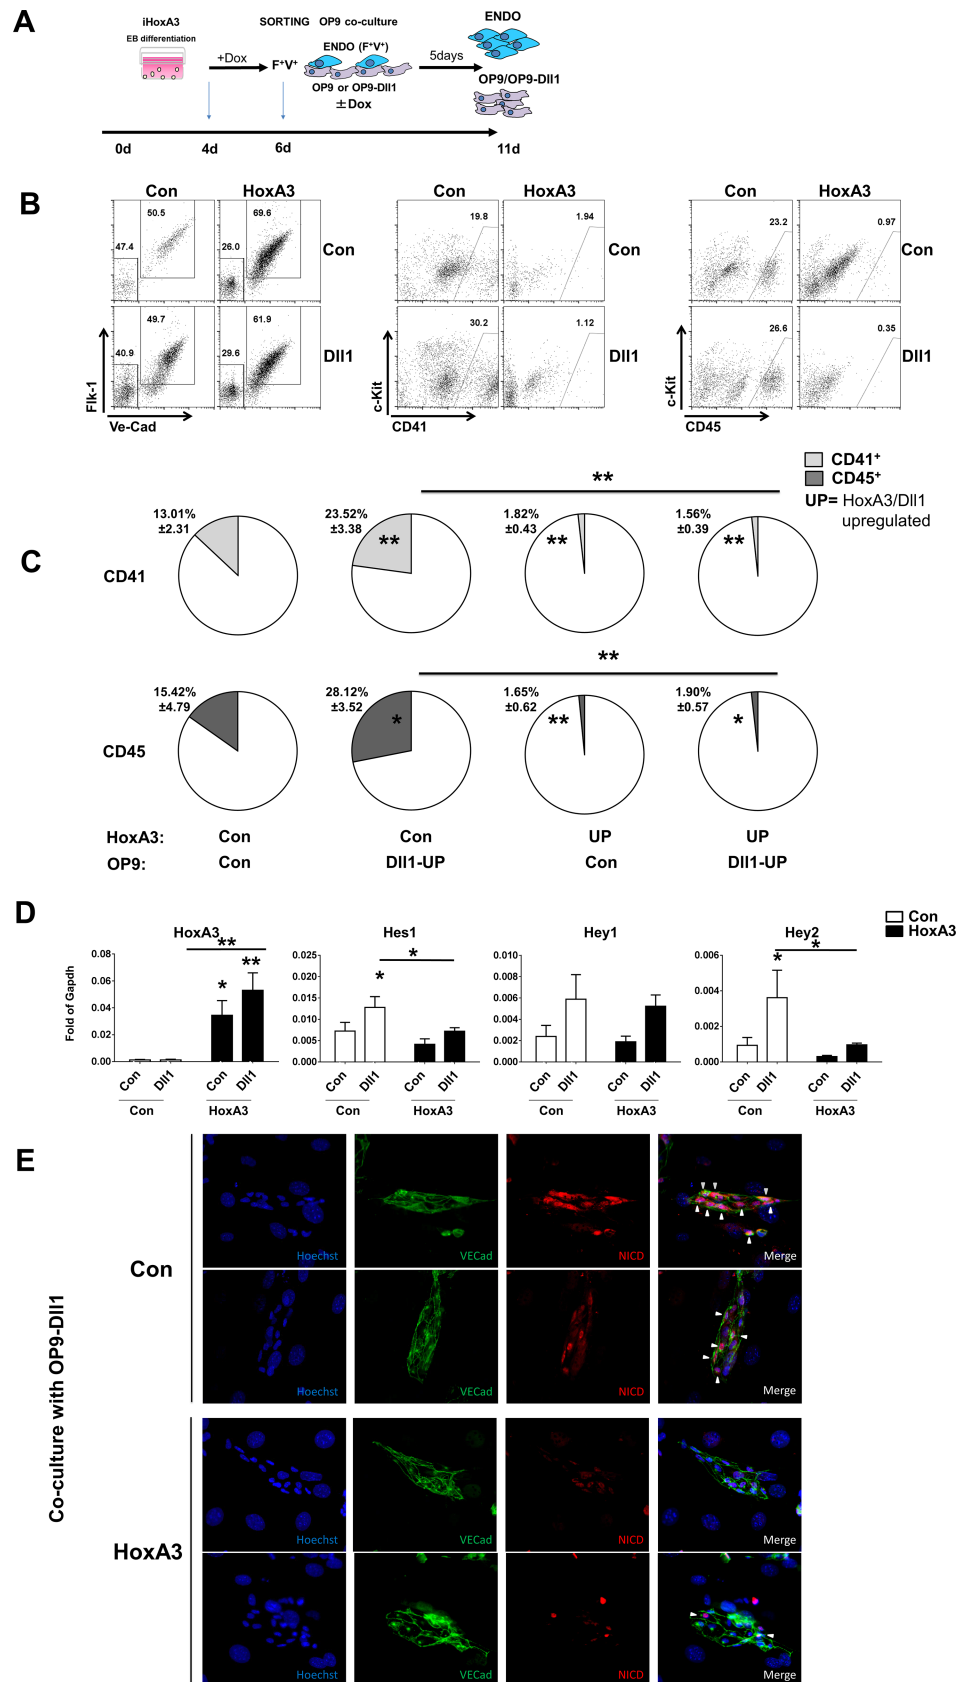 A
iHoxA3
EB differentiation
+Dox
SORTING
F+V+
OP9 co-culture
ENDO (F+V+)
OP9 or OP9-Dll1
±Dox
5days
ENDO
OP9/OP9-Dll1
0d
4d
6d
11d
B
Con
HoxA3
50.5
47.4
69.6
26.0
Con
49.7
40.9
61.9
29.6
Dll1
Flk-1
Ve-Cad
Con
HoxA3
19.8
1.94
30.2
1.12
c-Kit
CD41
Con
HoxA3
23.2
0.97
Con
26.6
0.35
Dll1
c-Kit
CD45
CD41+
CD45+
UP= HoxA3/Dll1
upregulated
C
**
13.01%
±2.31
23.52%
±3.38
**
1.82%
±0.43
**
1.56%
±0.39
**
CD41
**
15.42%
±4.79
28.12%
±3.52
*
1.65%
±0.62
**
1.90%
±0.57
*
CD45
HoxA3:
Con
Con
UP
UP
OP9:
Con
Dll1-UP
Con
Dll1-UP
D
Con
HoxA3
Fold of Gapdh
HoxA3
0.08
0.06
0.04
0.02
0.00
*
**
**
Con
Dll1
Con
Dll1
Con
HoxA3
Hes1
0.025
0.020
0.015
0.010
0.005
0.000
*
*
Con
Dll1
Con
Dll1
Con
HoxA3
Hey1
0.010
0.008
0.006
0.004
0.002
0.000
Con
Dll1
Con
Dll1
Con
HoxA3
Hey2
0.006
0.004
0.002
0.000
*
*
Con
Dll1
Con
Dll1
Con
HoxA3
E
Co-culture with OP9-Dll1
Con
Hoechst
VECad
NICD
Merge
Hoechst
VECad
NICD
Merge
HoxA3
Hoechst
VECad
NICD
Merge
Hoechst
VECad
NICD
Merge